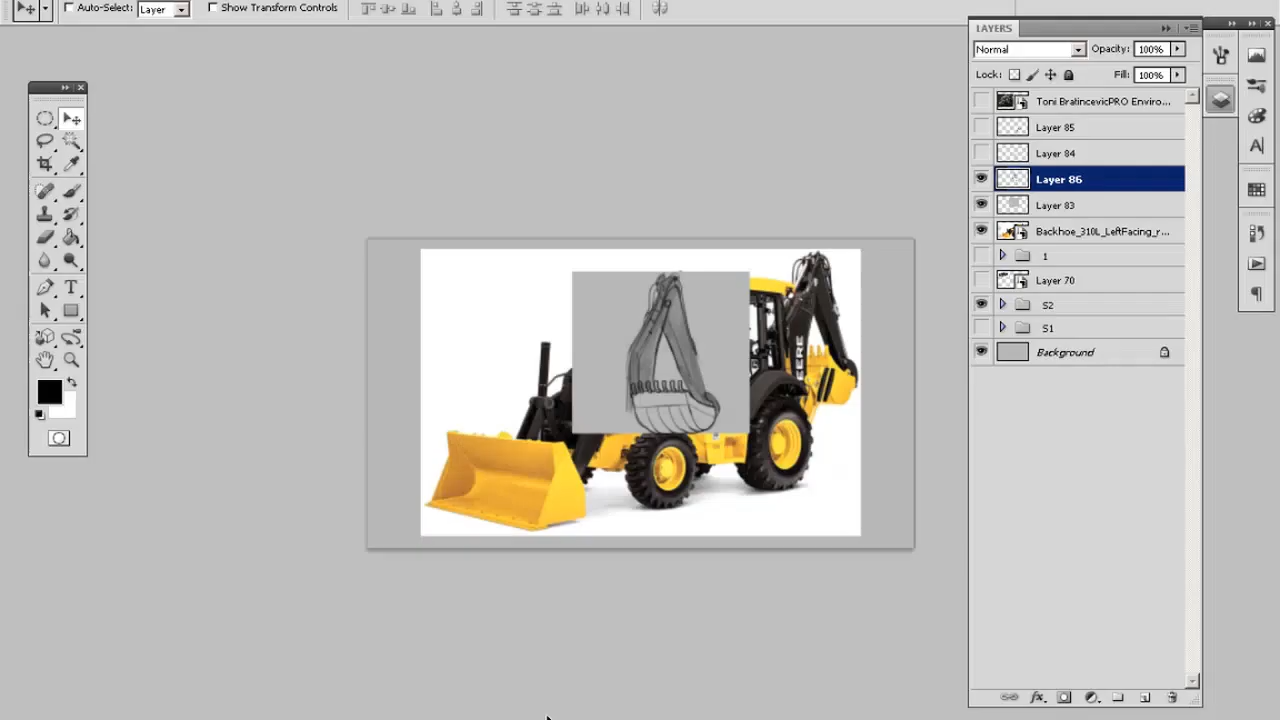 Auto-Select: Layer Show Transform Controls
LAYERS
Normal Opacity: 100%
Lock: Fill: 100%
Toni BratincevicPRO Enviro...
Layer 85
Layer 84
Layer 86
Layer 83
Backhoe_310L_LeftFacing_r...
1
Layer 70
S2
S1
Background